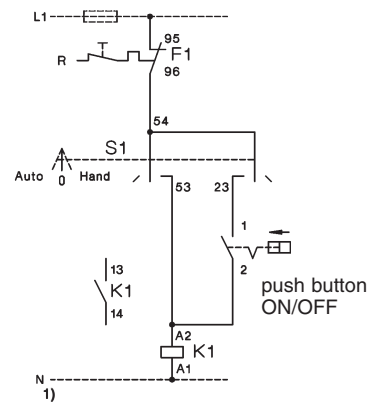 L1
95
F1
R
96
54
S1
Auto 0 Hand
53 23
1
13
K1
2
14
push button
ON/OFF
A2
K1
A1
N
1)